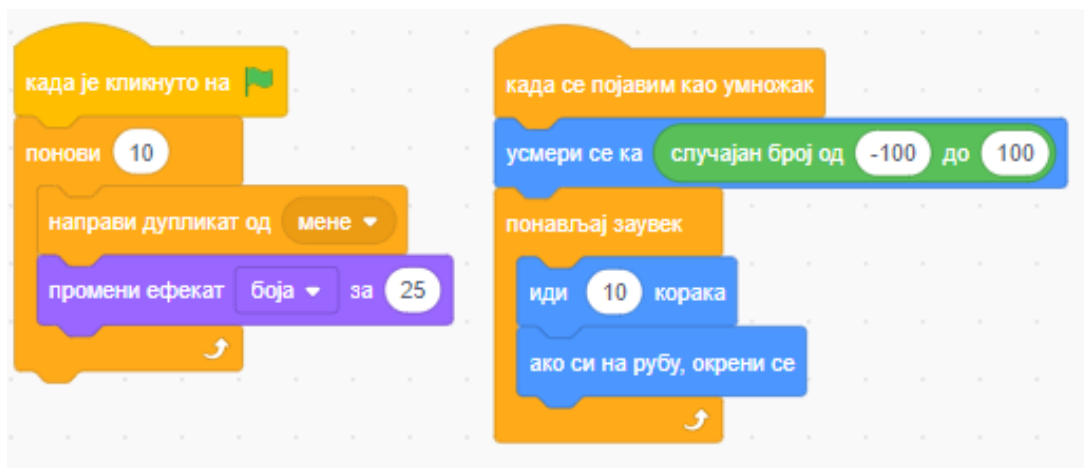 када је кликнуто на
понови 10
направи дупликат од мене
промени ефекат боја за 25
када се појавим као умножак
усмери се ка случајан број од -100 до 100
понављај заувек
иди 10 корака
ако си на рубу, окрени се